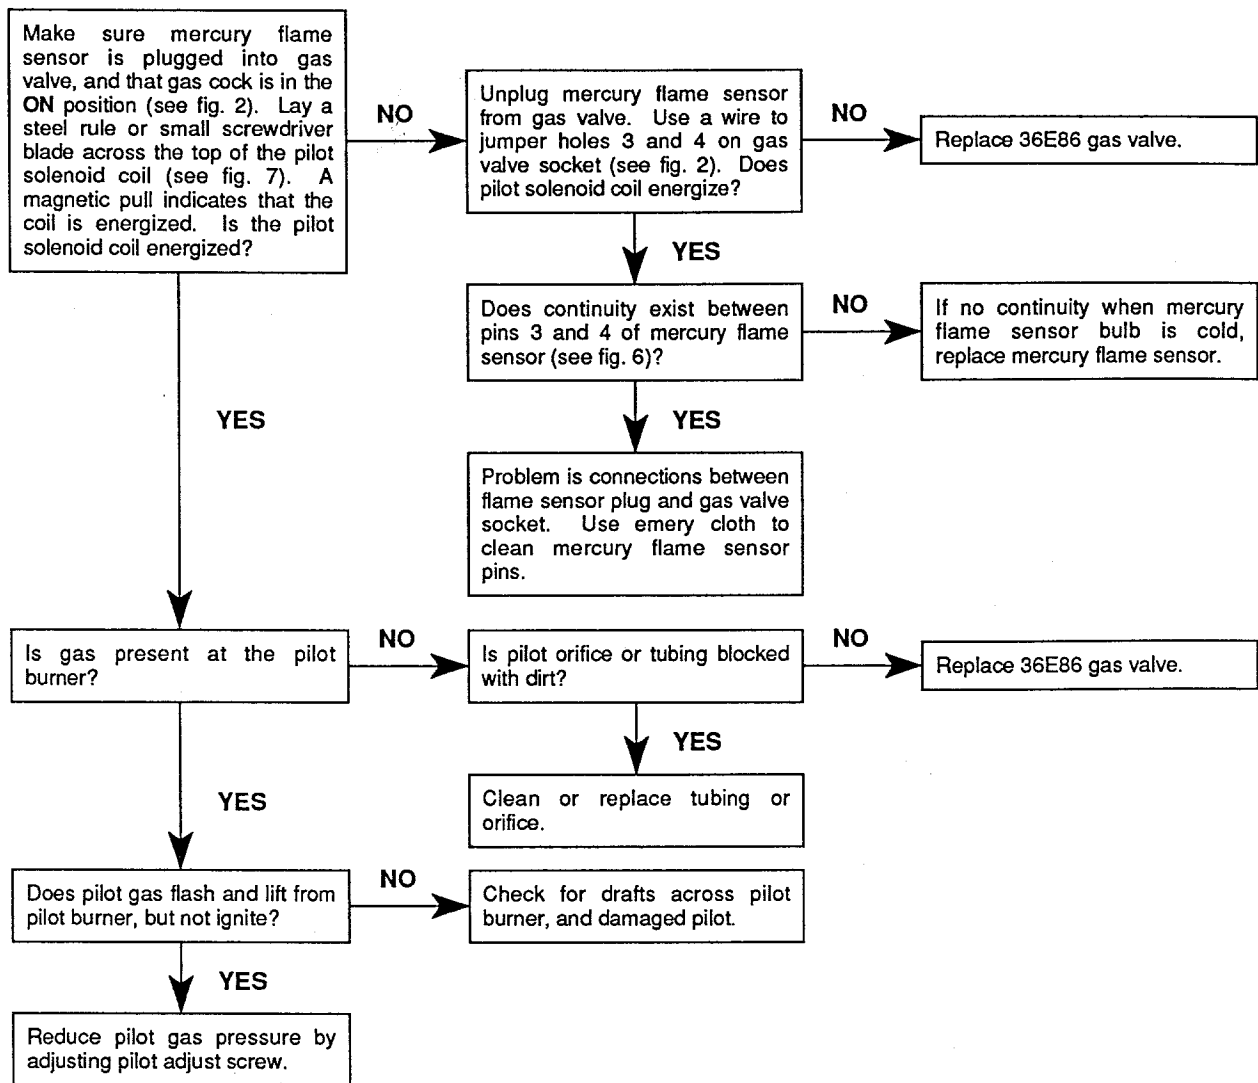 Make sure mercury flame
sensor is plugged into gas
valve, and that gas cock is in the
ON position (see fig. 2). Lay a
steel rule or small screwdriver
blade across the top of the pilot
solenoid coil (see fig. 7). A
magnetic pull indicates that the
coil is energized. Is the pilot
solenoid coil energized?
NO
Unplug mercury flame sensor
from gas valve. Use a wire to
jumper holes 3 and 4 on gas
valve socket (see fig. 2). Does
pilot solenoid coil energize?
NO
Replace 36E86 gas valve.
YES
Does continuity exist between
pins 3 and 4 of mercury flame
sensor (see fig. 6)?
NO
If no continuity when mercury
flame sensor bulb is cold,
replace mercury flame sensor.
YES
YES
Problem is connections between
flame sensor plug and gas valve
socket. Use emery cloth to
clean mercury flame sensor
pins.
Is gas present at the pilot
burner?
NO
Is pilot orifice or tubing blocked
with dirt?
NO
Replace 36E86 gas valve.
YES
YES
Clean or replace tubing or
orifice.
Does pilot gas flash and lift from
pilot burner, but not ignite?
NO
Check for drafts across pilot
burner, and damaged pilot.
YES
Reduce pilot gas pressure by
adjusting pilot adjust screw.